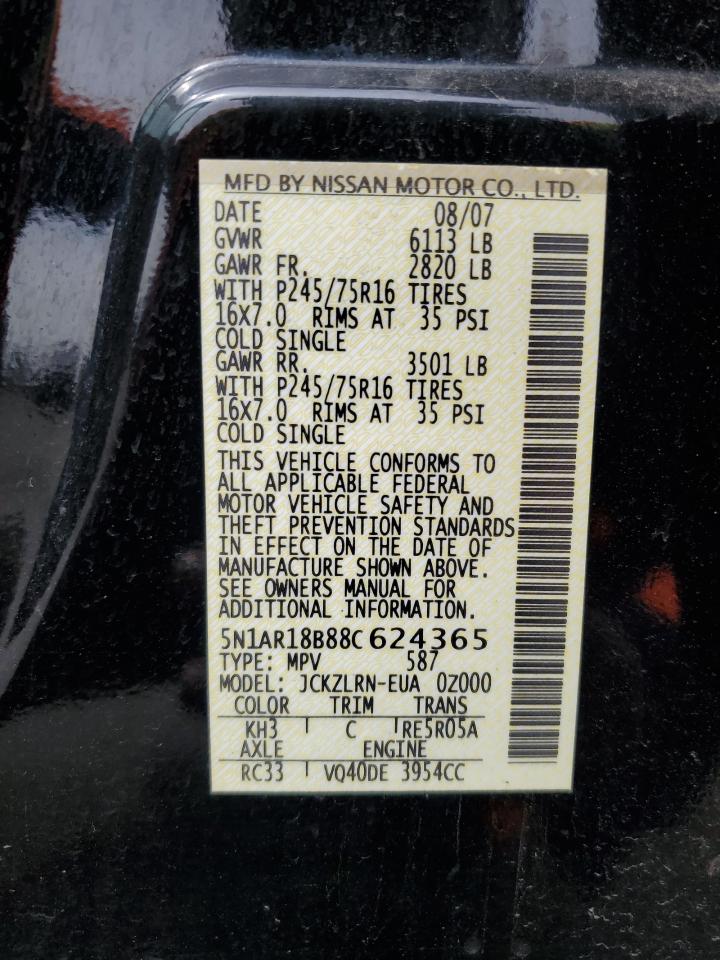 MFD BY NISSAN MOTOR CO., LTD.
DATE 08/07
GVWR 6113 LB
GAWR FR. 2820 LB
WITH P245/75R16 TIRES
16X7.0 RIMS AT 35 PSI
COLD SINGLE
GAWR RR. 3501 LB
WITH P245/75R16 TIRES
16X7.0 RIMS AT 35 PSI
COLD SINGLE
THIS VEHICLE CONFORMS TO
ALL APPLICABLE FEDERAL
MOTOR VEHICLE SAFETY AND
THEFT PREVENTION STANDARDS
IN EFFECT ON THE DATE OF
MANUFACTURE SHOWN ABOVE.
SEE OWNERS MANUAL FOR
ADDITIONAL INFORMATION.
5N1AR18B88C624365
TYPE: MPV 587
MODEL: JCKZLRN-EUA 0Z000
COLOR TRIM TRANS
KH3 C RE5R05A
AXLE ENGINE
RC33 VQ40DE 3954CC